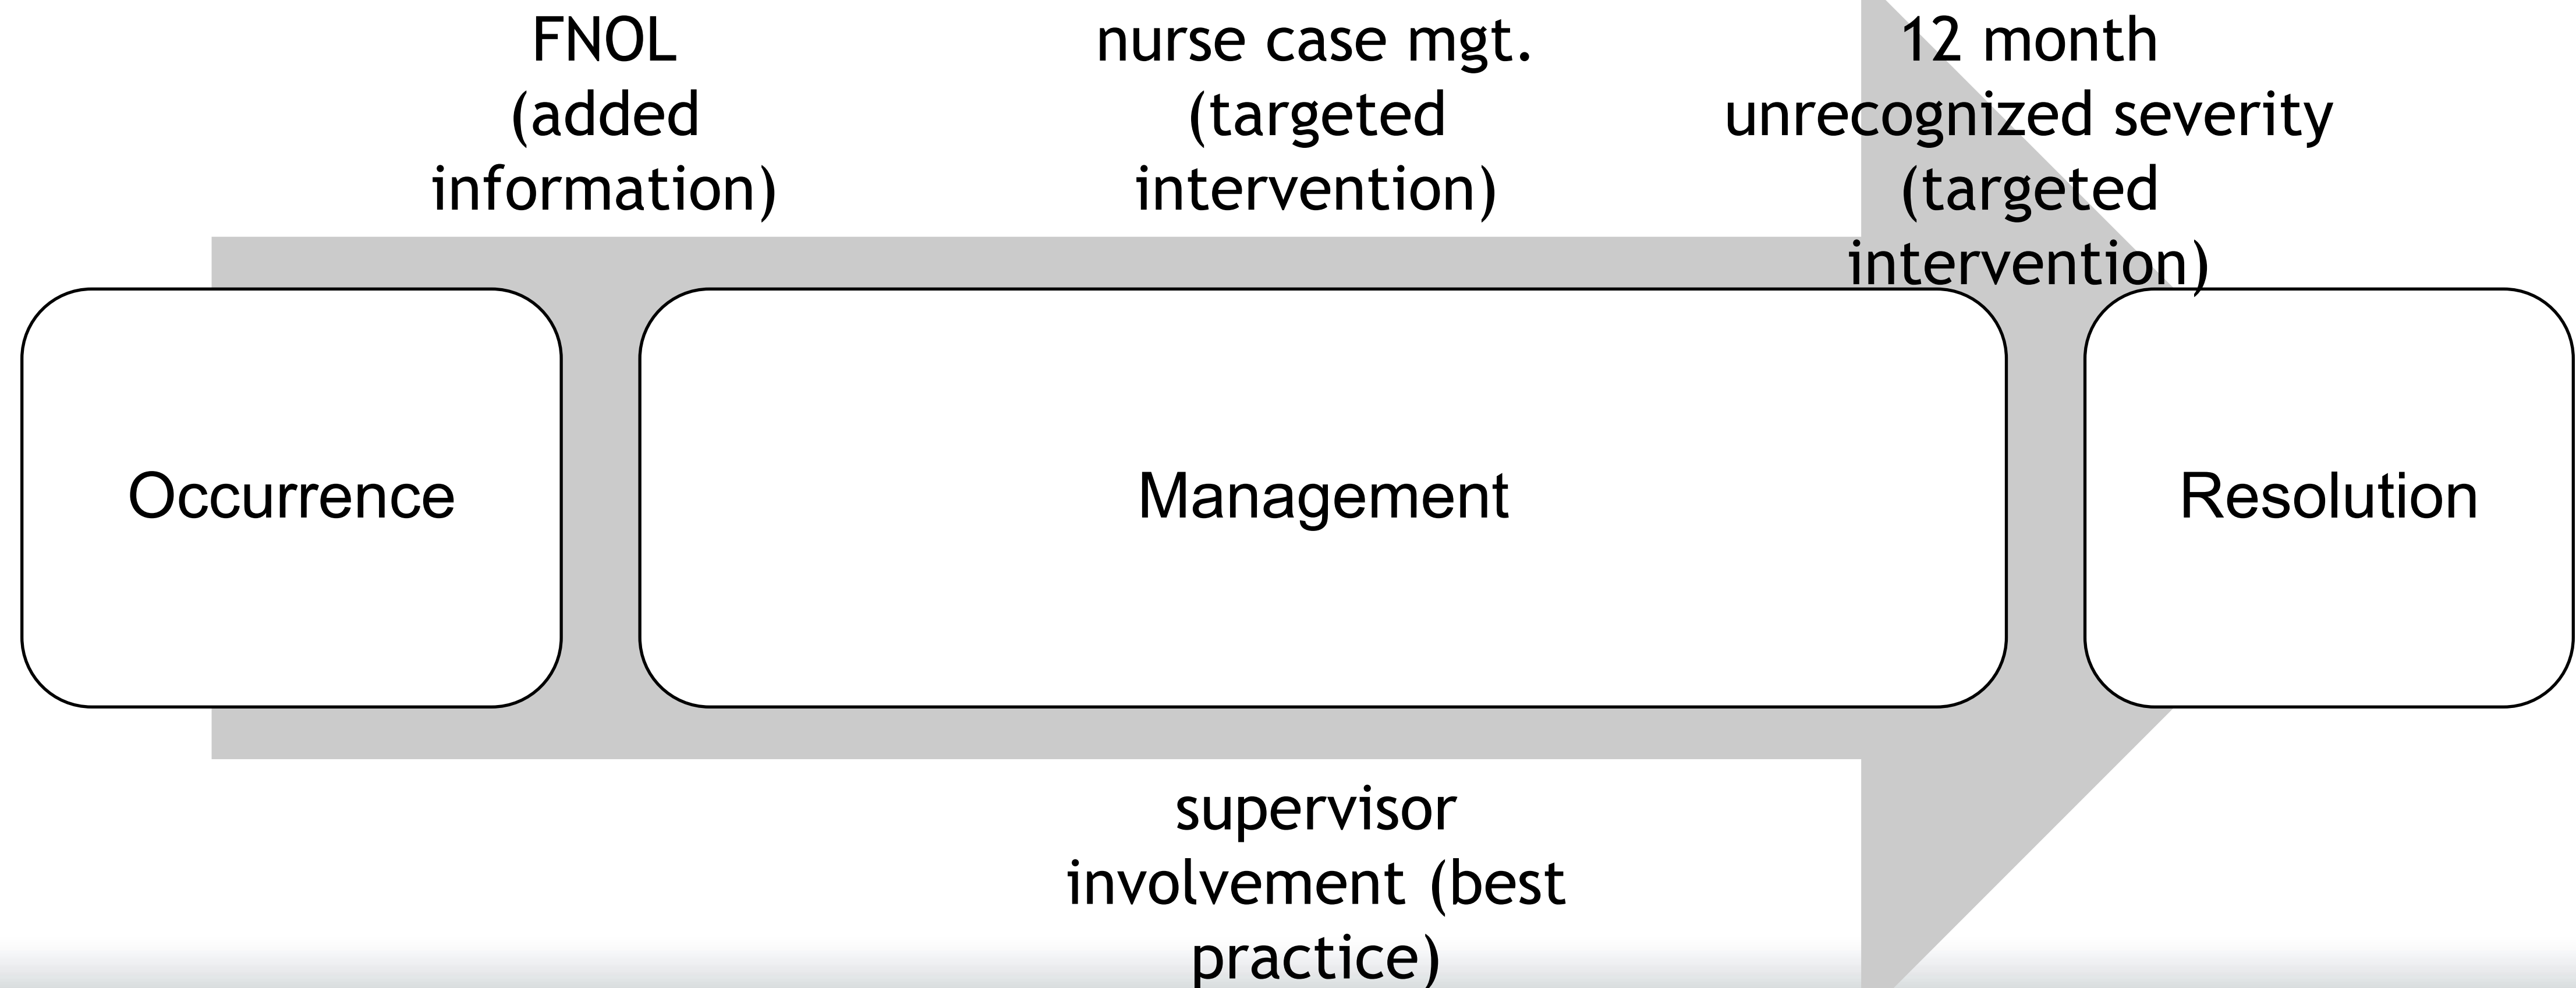 FNOL
(added
information)
nurse case mgt.
(targeted
intervention)
12 month
unrecognized severity
(targeted
intervention)
Occurrence
Management
Resolution
supervisor
involvement (best
practice)